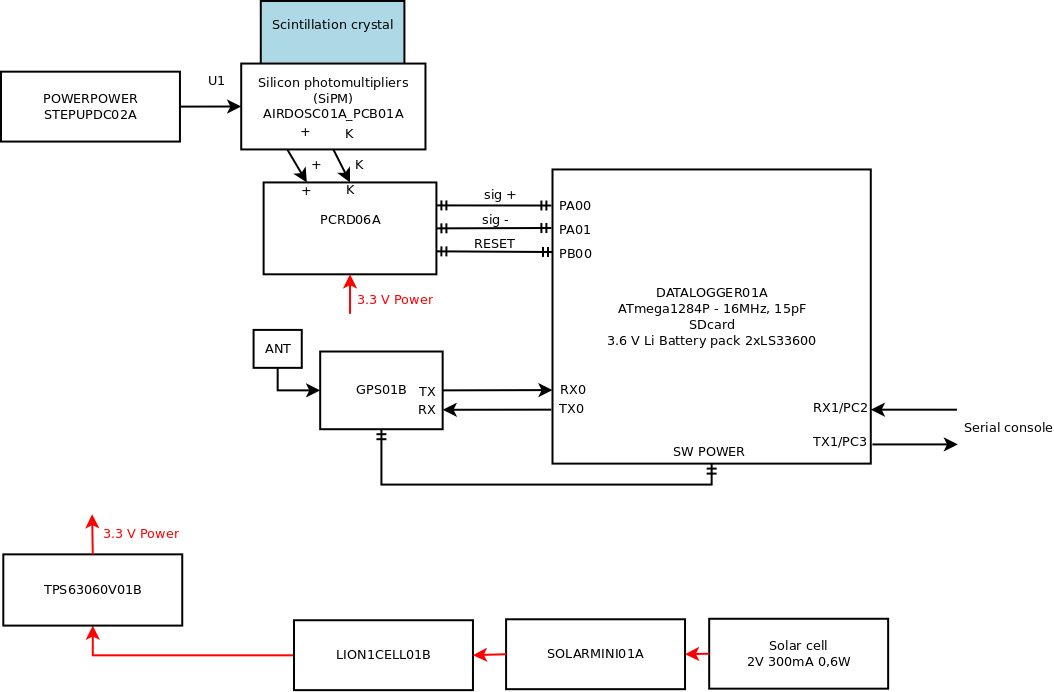 Scintillation crystal
U1
POWERPOWER
STEPUPDC02A
Silicon photomultipliers
(SiPM)
AIRDOSC01A_PCB01A
+ K
+ K
+ K
PCRD06A
sig +
sig -
RESET
PA00
PA01
PB00
3.3 V Power
DATALOGGER01A
ATmega1284P - 16MHz, 15pF
SDcard
3.6 V Li Battery pack 2xLS33600
ANT
GPS01B
TX
RX
RX0
TX0
RX1/PC2
TX1/PC3
Serial console
SW POWER
3.3 V Power
TPS63060V01B
LION1CELL01B
SOLARMINI01A
Solar cell
2V 300mA 0,6W